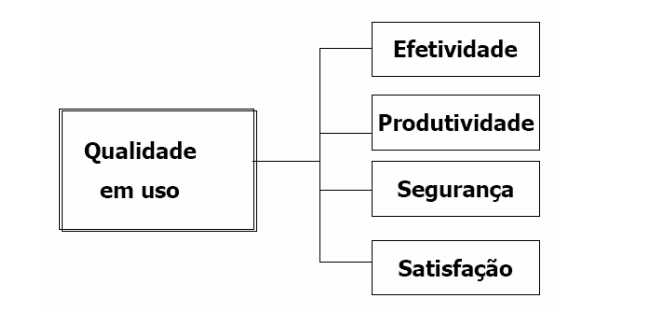 Efetividade
Produtividade
Qualidade
em uso
Segurança
Satisfação